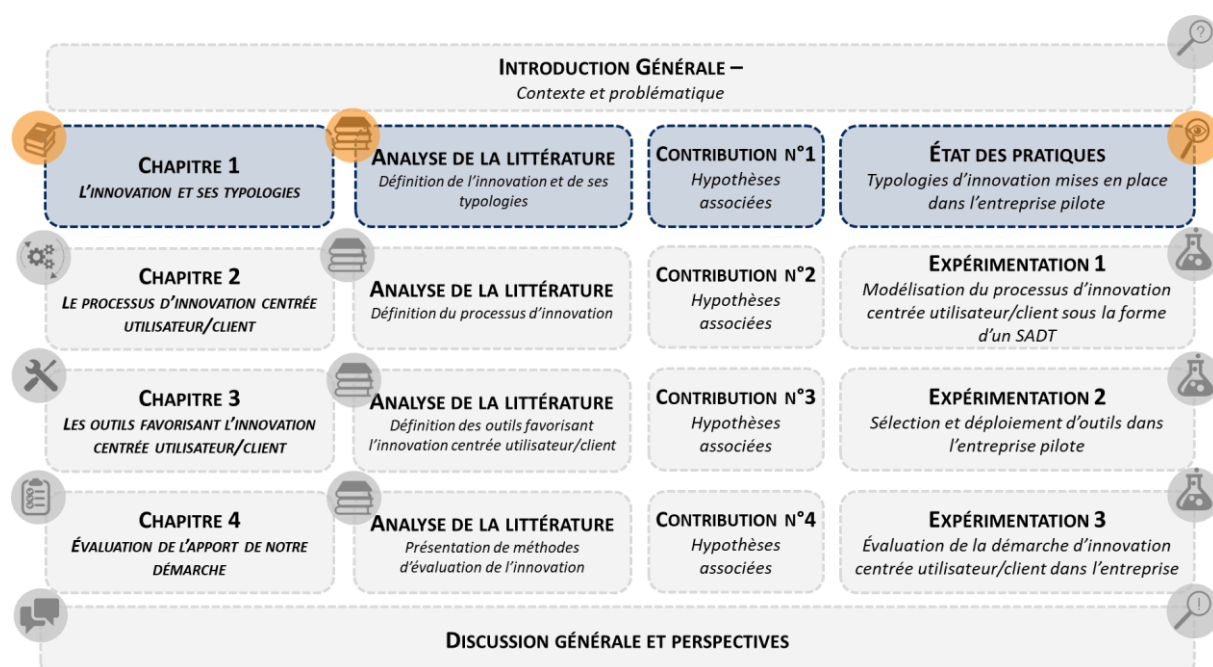 INTRODUCTION GÉNÉRALE –
Contexte et problématique
CHAPITRE 1
L'INNOVATION ET SES TYPOLOGIES
ANALYSE DE LA LITTÉRATURE
Définition de l'innovation et de ses
typologies
CONTRIBUTION N°1
Hypothèses
associées
ÉTAT DES PRATIQUES
Typologies d'innovation mises en place
dans l'entreprise pilote
CHAPITRE 2
LE PROCESSUS D'INNOVATION CENTRÉE
UTILISATEUR/CLIENT
ANALYSE DE LA LITTÉRATURE
Définition du processus d'innovation
CONTRIBUTION N°2
Hypothèses
associées
EXPÉRIMENTATION 1
Modélisation du processus d'innovation
centrée utilisateur/client sous la forme
d'un SADT
CHAPITRE 3
LES OUTILS FAVORISANT L'INNOVATION
CENTRÉE UTILISATEUR/CLIENT
ANALYSE DE LA LITTÉRATURE
Définition des outils favorisant
l'innovation centrée utilisateur/client
CONTRIBUTION N°3
Hypothèses
associées
EXPÉRIMENTATION 2
Sélection et déploiement d'outils dans
l'entreprise pilote
CHAPITRE 4
ÉVALUATION DE L'APPORT DE NOTRE
DÉMARCHE
ANALYSE DE LA LITTÉRATURE
Présentation de méthodes
d'évaluation de l'innovation
CONTRIBUTION N°4
Hypothèses
associées
EXPÉRIMENTATION 3
Évaluation de la démarche d'innovation
centrée utilisateur/client dans l'entreprise
DISCUSSION GÉNÉRALE ET PERSPECTIVES